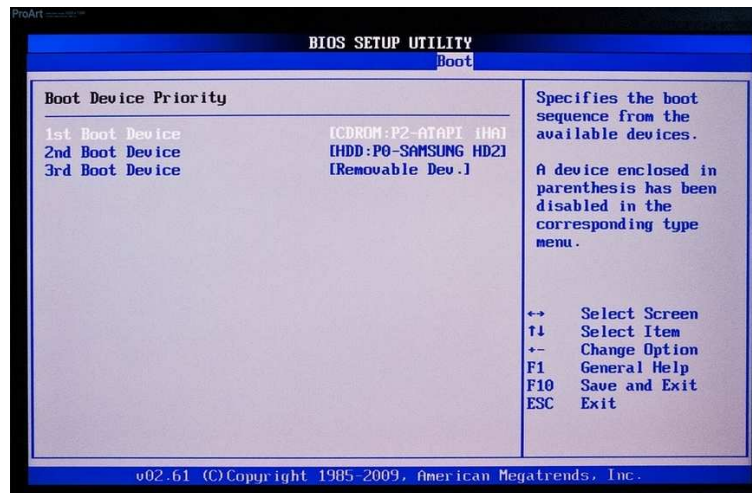 ProArt
BIOS SETUP UTILITY
Boot
Boot Device Priority
1st Boot Device [CDROM:P2-ATAPI iHA]
2nd Boot Device [HDD:P0-SAMSUNG HD2]
3rd Boot Device [Removable Dev.]
Specifies the boot
sequence from the
available devices.
A device enclosed in
parenthesis has been
disabled in the
corresponding type
menu.
↔ Select Screen
↑↓ Select Item
+- Change Option
F1 General Help
F10 Save and Exit
ESC Exit
v02.61 (C)Copyright 1985-2009, American Megatrends, Inc.